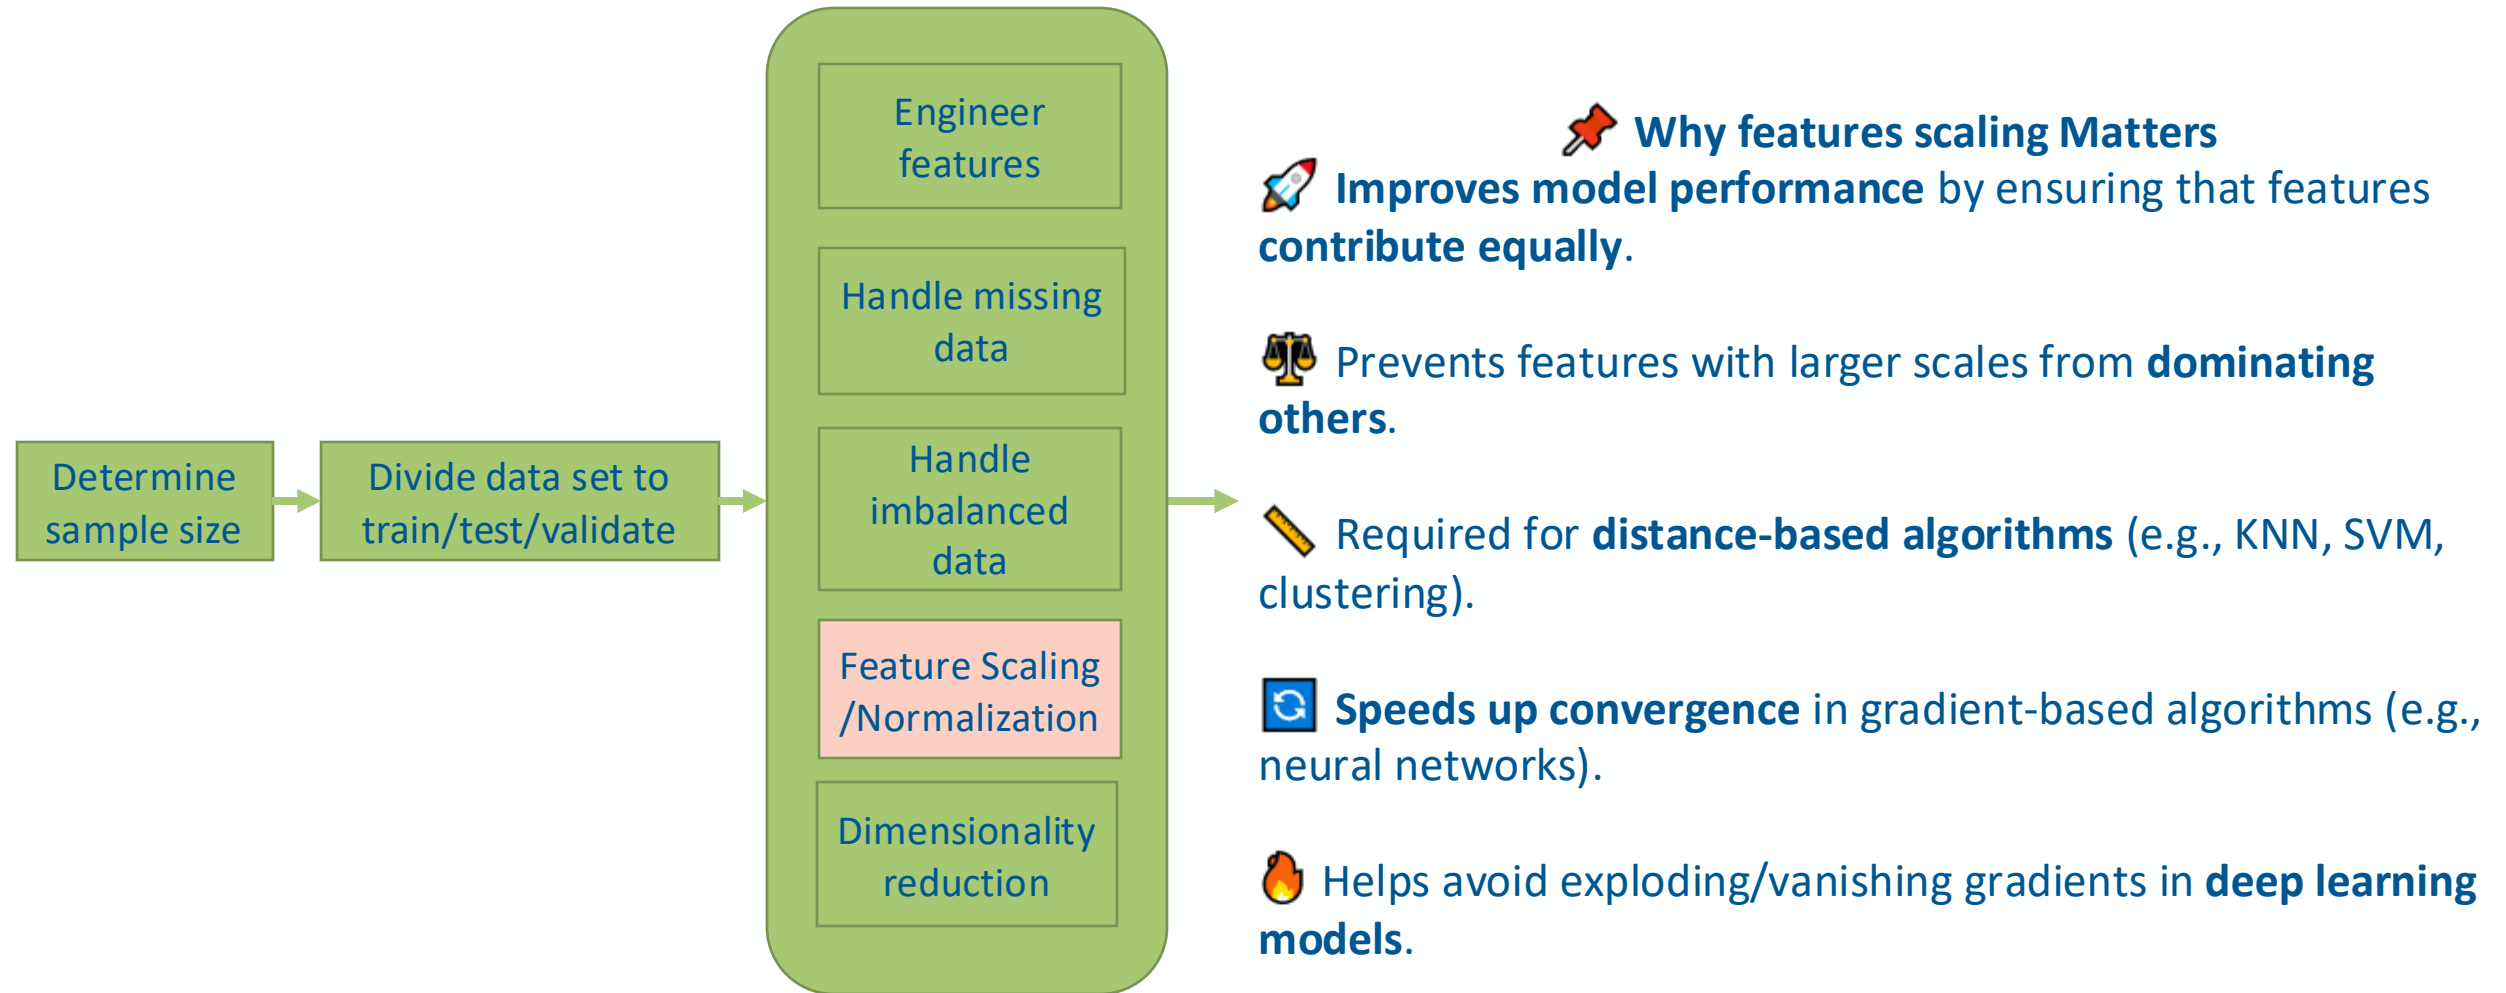 Determine
sample size
Divide data set to
train/test/validate
Engineer
features
Handle missing
data
Handle
imbalanced
data
Feature Scaling
/Normalization
Dimensionality
reduction
📌 Why features scaling Matters
🚀 Improves model performance by ensuring that features
contribute equally.
⚖️ Prevents features with larger scales from dominating
others.
📏 Required for distance-based algorithms (e.g., KNN, SVM,
clustering).
🔄 Speeds up convergence in gradient-based algorithms (e.g.,
neural networks).
🔥 Helps avoid exploding/vanishing gradients in deep learning
models.